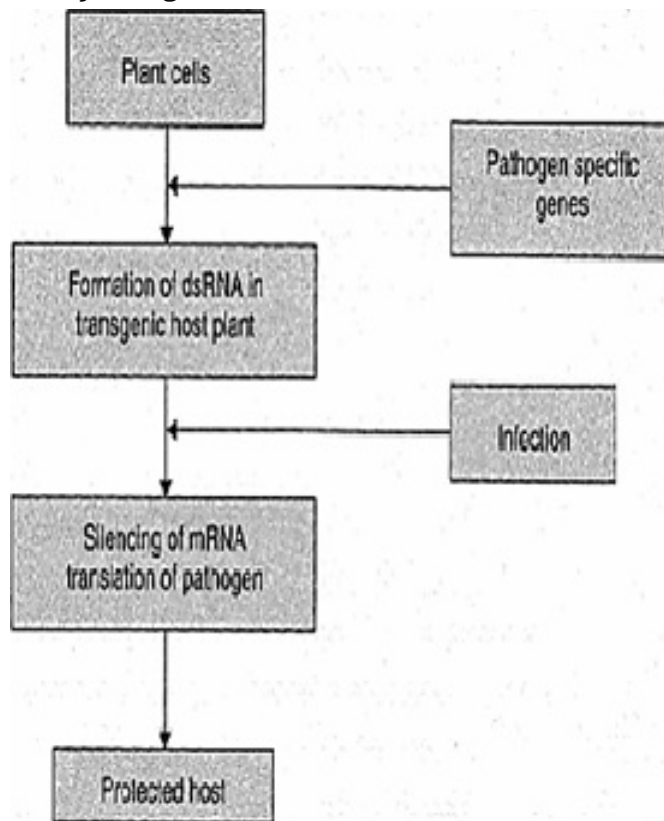 Plant cells
Pathogen specific
genes
Formation of dsRNA in
transgenic host plant
Infection
Silencing of mRNA
translation of pathogen
Protected host